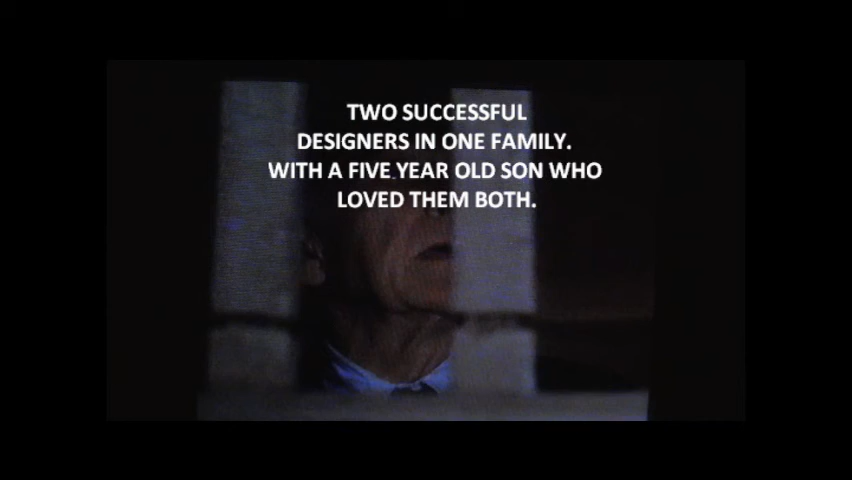 TWO SUCCESSFUL
DESIGNERS IN ONE FAMILY.
WITH A FIVE YEAR OLD SON WHO
LOVED THEM BOTH.